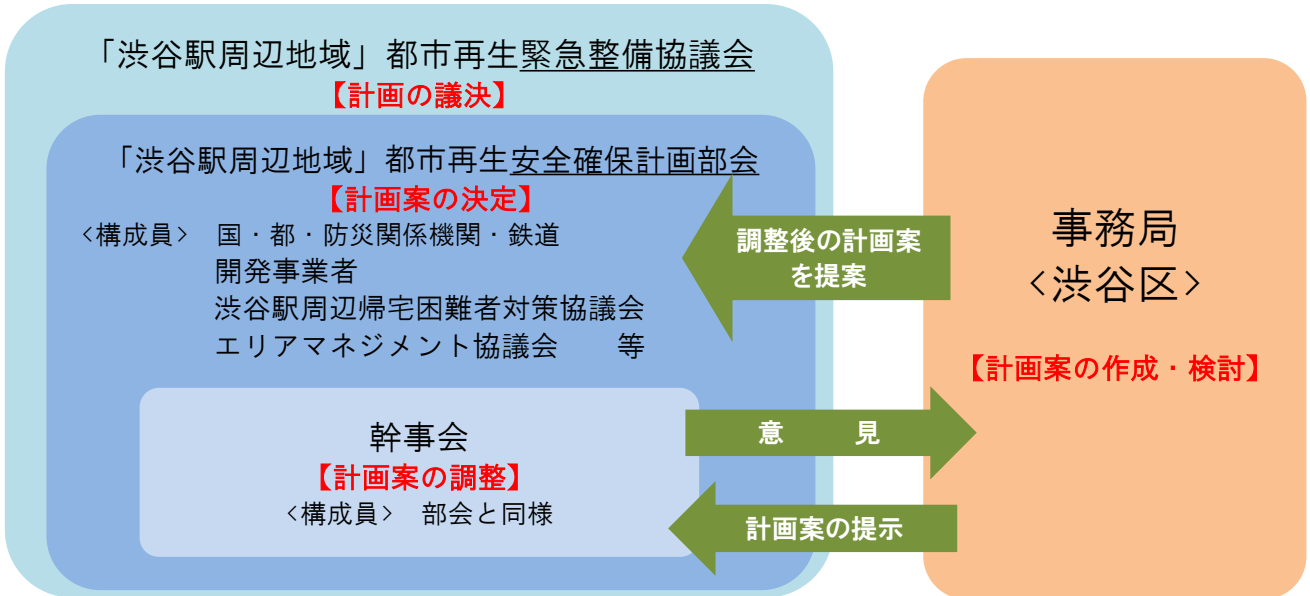 「渋谷駅周辺地域」都市再生緊急整備協議会
【計画の議決】
「渋谷駅周辺地域」都市再生安全確保計画部会
【計画案の決定】
<構成員> 国・都・防災関係機関・鉄道
開発事業者
渋谷駅周辺帰宅困難者対策協議会
エリアマネジメント協議会 等
幹事会
【計画案の調整】
<構成員> 部会と同様
調整後の計画案
を提案
意 見
計画案の提示
事務局
<渋谷区>
【計画案の作成・検討】